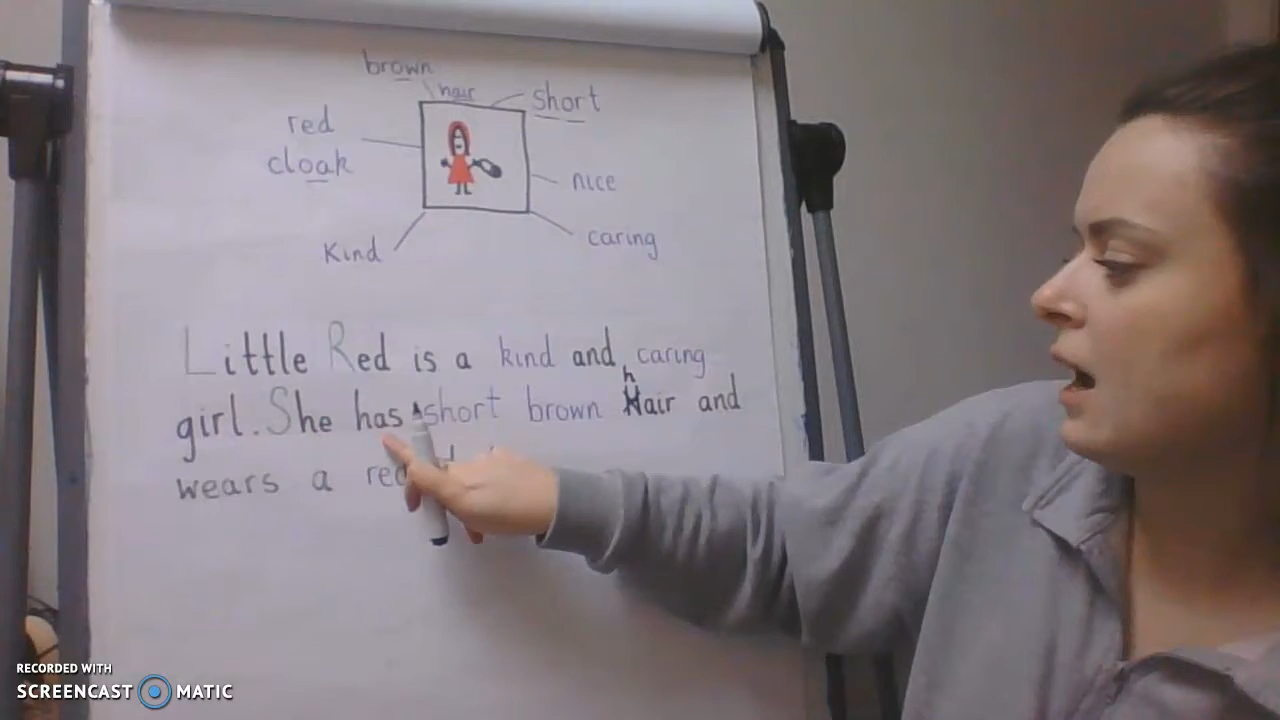 brown
hair
short
red
cloak
nice
Kind
caring
Little Red is a kind and caring
h
girl. She has short brown Hair and
wears a red
RECORDED WITH
SCREENCAST MATIC